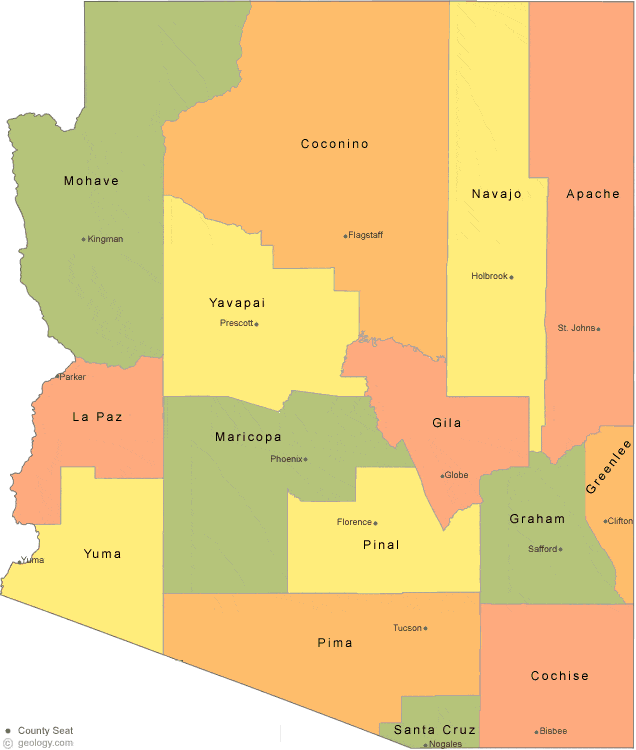 Coconino
Mohave
Navajo
Apache
Flagstaff
Kingman
Holbrook
Yavapai
Prescott
St. Johns
Parker
La Paz
Gila
Maricopa
Phoenix
Globe
Greenlee
Florence
Graham
Clifton
Pinal
Safford
Yuma
Yuma
Tucson
Pima
Cochise
Santa Cruz
Bisbee
Nogales
County Seat
© geology.com